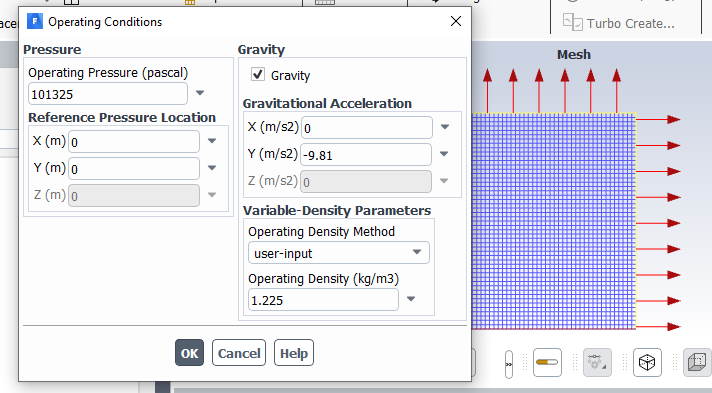 Operating Conditions
Pressure
Operating Pressure (pascal)
101325
Reference Pressure Location
X (m) 0
Y (m) 0
Z (m) 0
Gravity
Gravity
Gravitational Acceleration
X (m/s2) 0
Y (m/s2) -9.81
Z (m/s2) 0
Variable-Density Parameters
Operating Density Method
user-input
Operating Density (kg/m3)
1.225
OK
Cancel
Help
Turbo Create...
Mesh